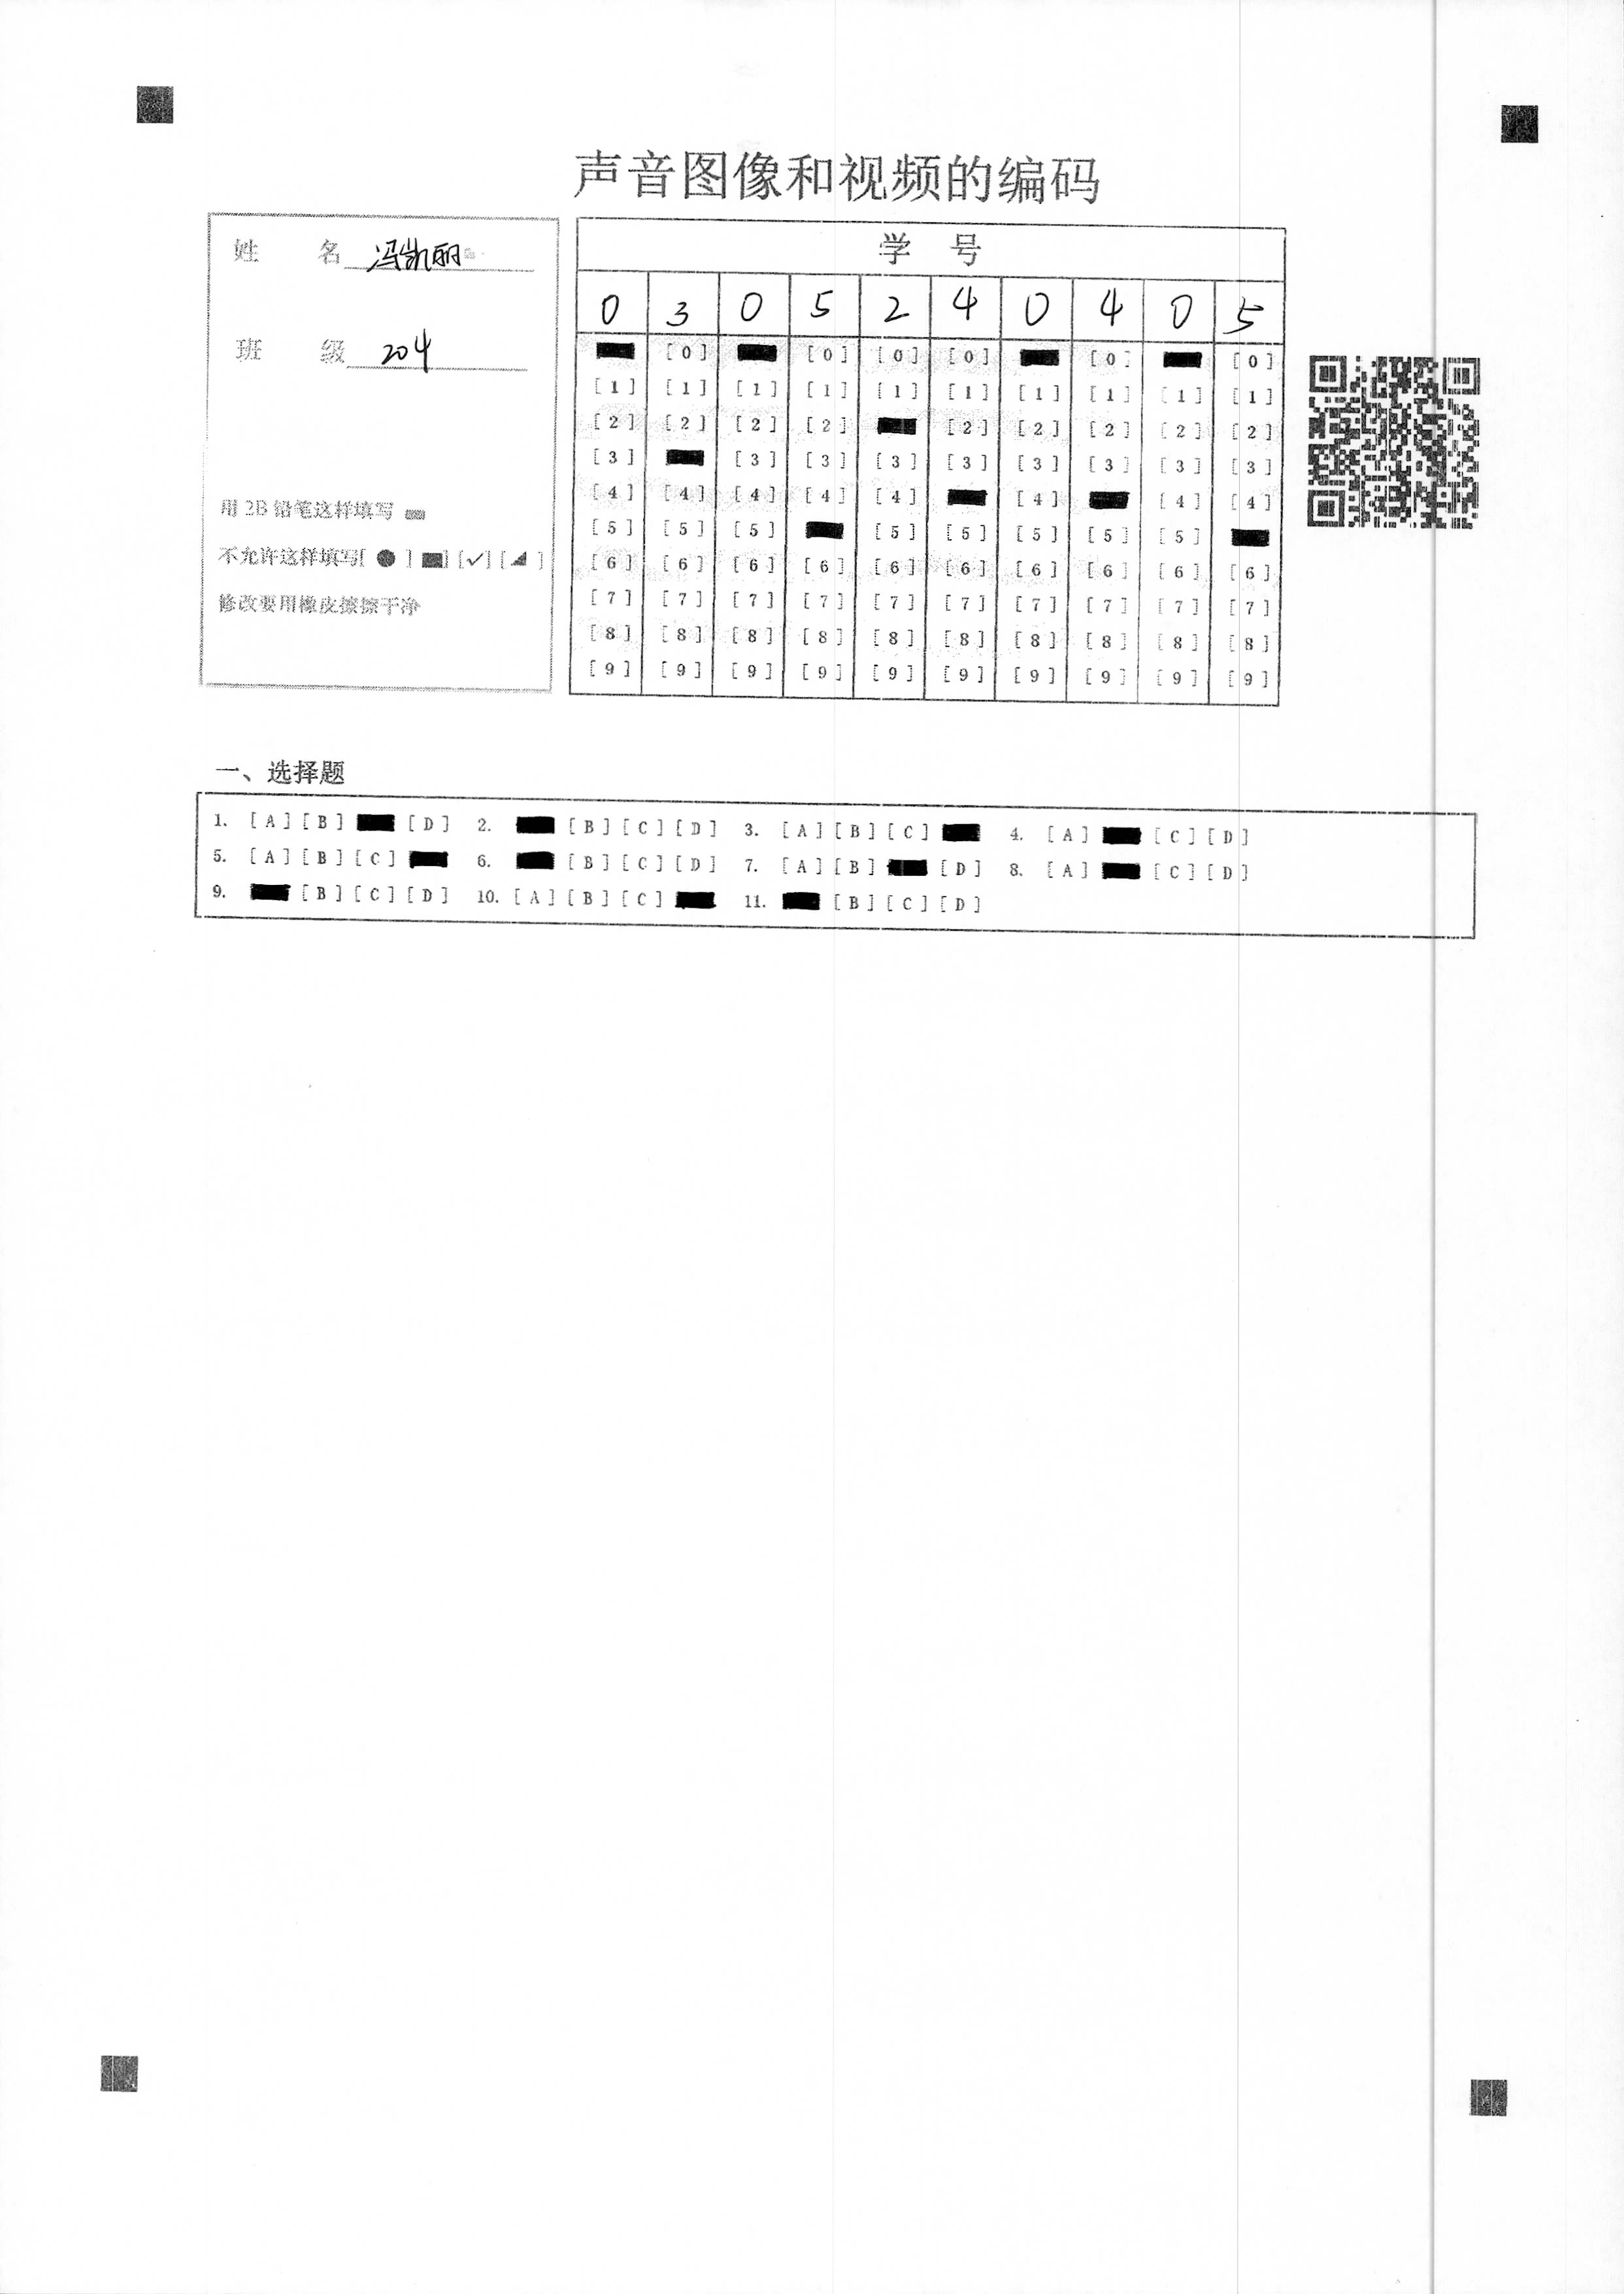 声音图像和视频的编码
姓 名 冯凯丽
班 级 204
用 2B 铅笔这样填写
不允许这样填写[ ● ] ■] [✓] [◢ ]
修改要用橡皮擦擦干净
学 号
0 3 0 5 2 4 0 4 0 5
[0] [0] [0] [0] [0] [0]
[1] [1] [1] [1] [1] [1] [1] [1] [1] [1]
[2] [2] [2] [2] [2] [2] [2] [2] [2]
[3] [3] [3] [3] [3] [3] [3] [3] [3]
[4] [4] [4] [4] [4] [4] [4] [4]
[5] [5] [5] [5] [5] [5] [5] [5]
[6] [6] [6] [6] [6] [6] [6] [6] [6] [6]
[7] [7] [7] [7] [7] [7] [7] [7] [7] [7]
[8] [8] [8] [8] [8] [8] [8] [8] [8] [8]
[9] [9] [9] [9] [9] [9] [9] [9] [9] [9]
一、选择题
1. [A] [B] [D] 2. [B] [C] [D] 3. [A] [B] [C] 4. [A] [C] [D]
5. [A] [B] [C] 6. [B] [C] [D] 7. [A] [B] [D] 8. [A] [C] [D]
9. [B] [C] [D] 10. [A] [B] [C] 11. [B] [C] [D]